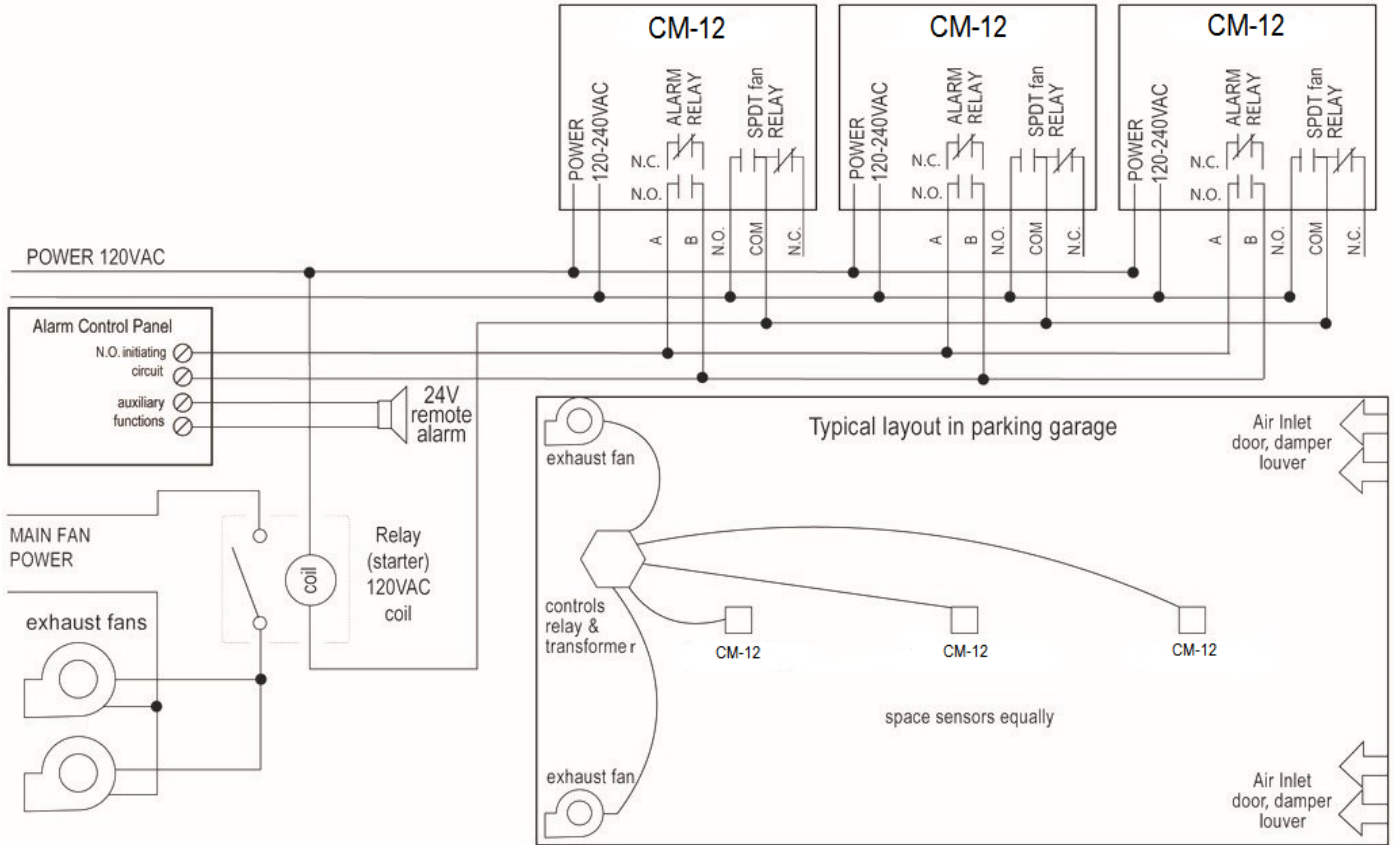 CM-12
POWER
120-240VAC
ALARM
RELAY
SPDT fan
RELAY
N.C.
N.O.
A
B
N.O.
COM
N.C.
CM-12
POWER
120-240VAC
ALARM
RELAY
SPDT fan
RELAY
N.C.
N.O.
A
B
N.O.
COM
N.C.
CM-12
POWER
120-240VAC
ALARM
RELAY
SPDT fan
RELAY
N.C.
N.O.
A
B
N.O.
COM
N.C.
POWER 120VAC
Alarm Control Panel
N.O. initiating
circuit
auxiliary
functions
24V
remote
alarm
MAIN FAN
POWER
coil
Relay
(starter)
120VAC
coil
exhaust fans
Typical layout in parking garage
exhaust fan
Air Inlet
door, damper
louver
controls
relay &
transformer
CM-12
CM-12
CM-12
space sensors equally
exhaust fan
Air Inlet
door, damper
louver